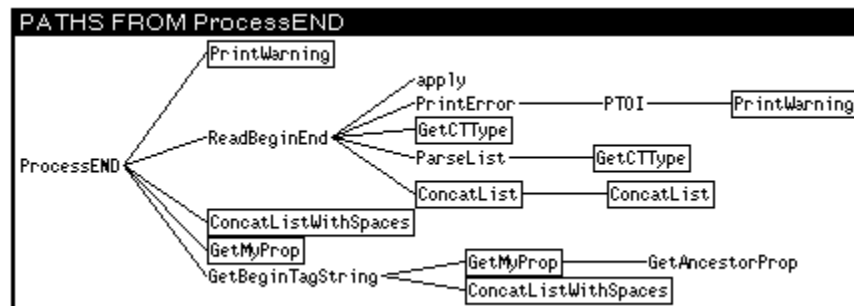 PATHS FROM ProcessEND
PrintWarning
apply
PrintError PTOI PrintWarning
ReadBeginEnd GetCTType
ProcessEND ParseList GetCTType
ConcatList ConcatList
ConcatListWithSpaces
GetMyProp
GetBeginTagString GetMyProp GetAncestorProp
ConcatListWithSpaces